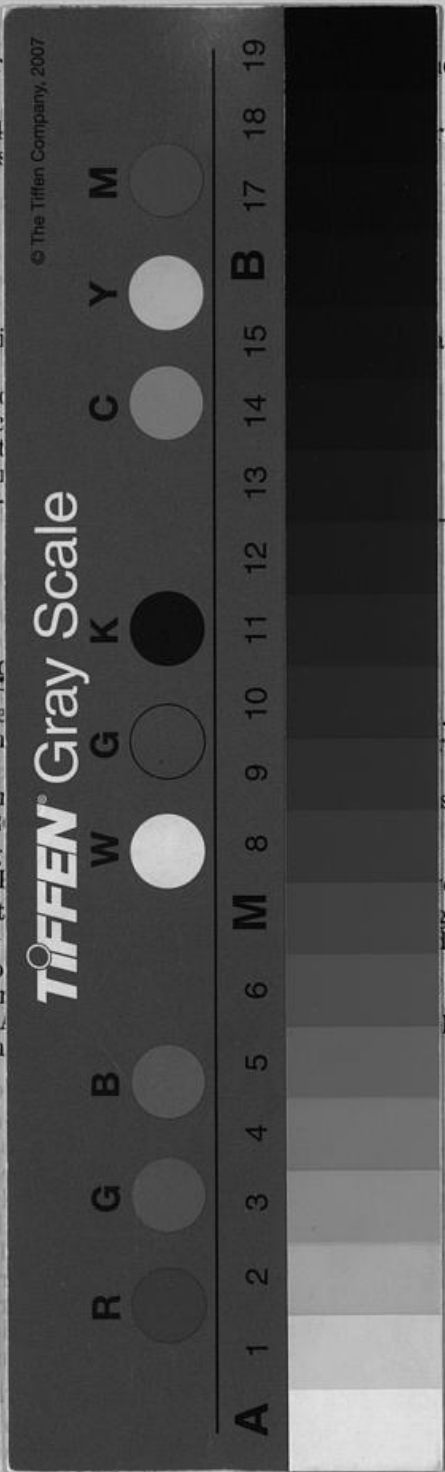 TIFFEN® Gray Scale
© The Tiffen Company, 2007
R G B W G K C Y M
A 1 2 3 4 5 6 M 8 9 10 11 12 13 14 15 B 17 18 19